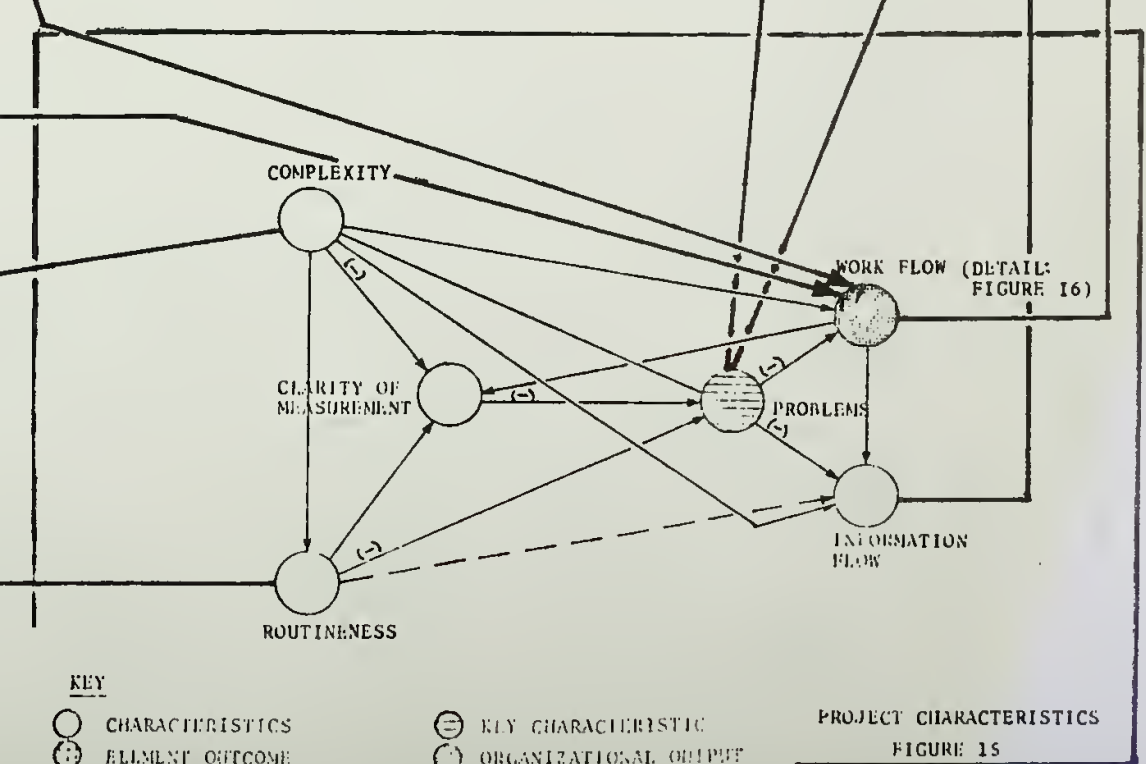 COMPLEXITY
(-)
WORK FLOW (DETAIL:
FIGURE 16)
CLARITY OF
MEASUREMENT
(-)
(-)
PROBLEMS
(-)
(-)
INFORMATION
FLOW
ROUTINENESS
KEY
CHARACTERISTICS
KEY CHARACTERISTIC
PROJECT CHARACTERISTICS
ELEMENT OUTCOME
ORGANIZATIONAL OUTPUT
FIGURE 15